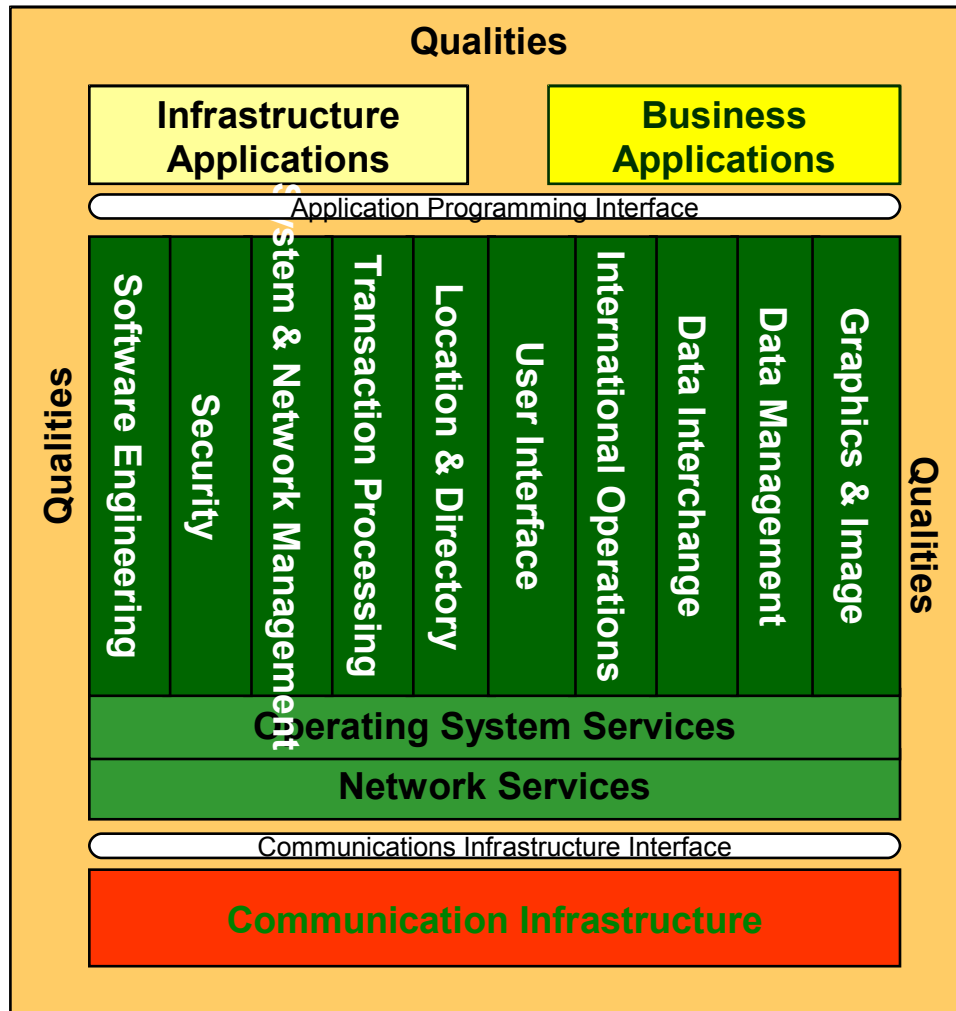 Qualities
Infrastructure
Applications
Business
Applications
Application Programming Interface
Qualities
Software Engineering
Security
System & Network Management
Transaction Processing
Location & Directory
User Interface
International Operations
Data Interchange
Data Management
Graphics & Image
Qualities
Operating System Services
Network Services
Communications Infrastructure Interface
Communication Infrastructure